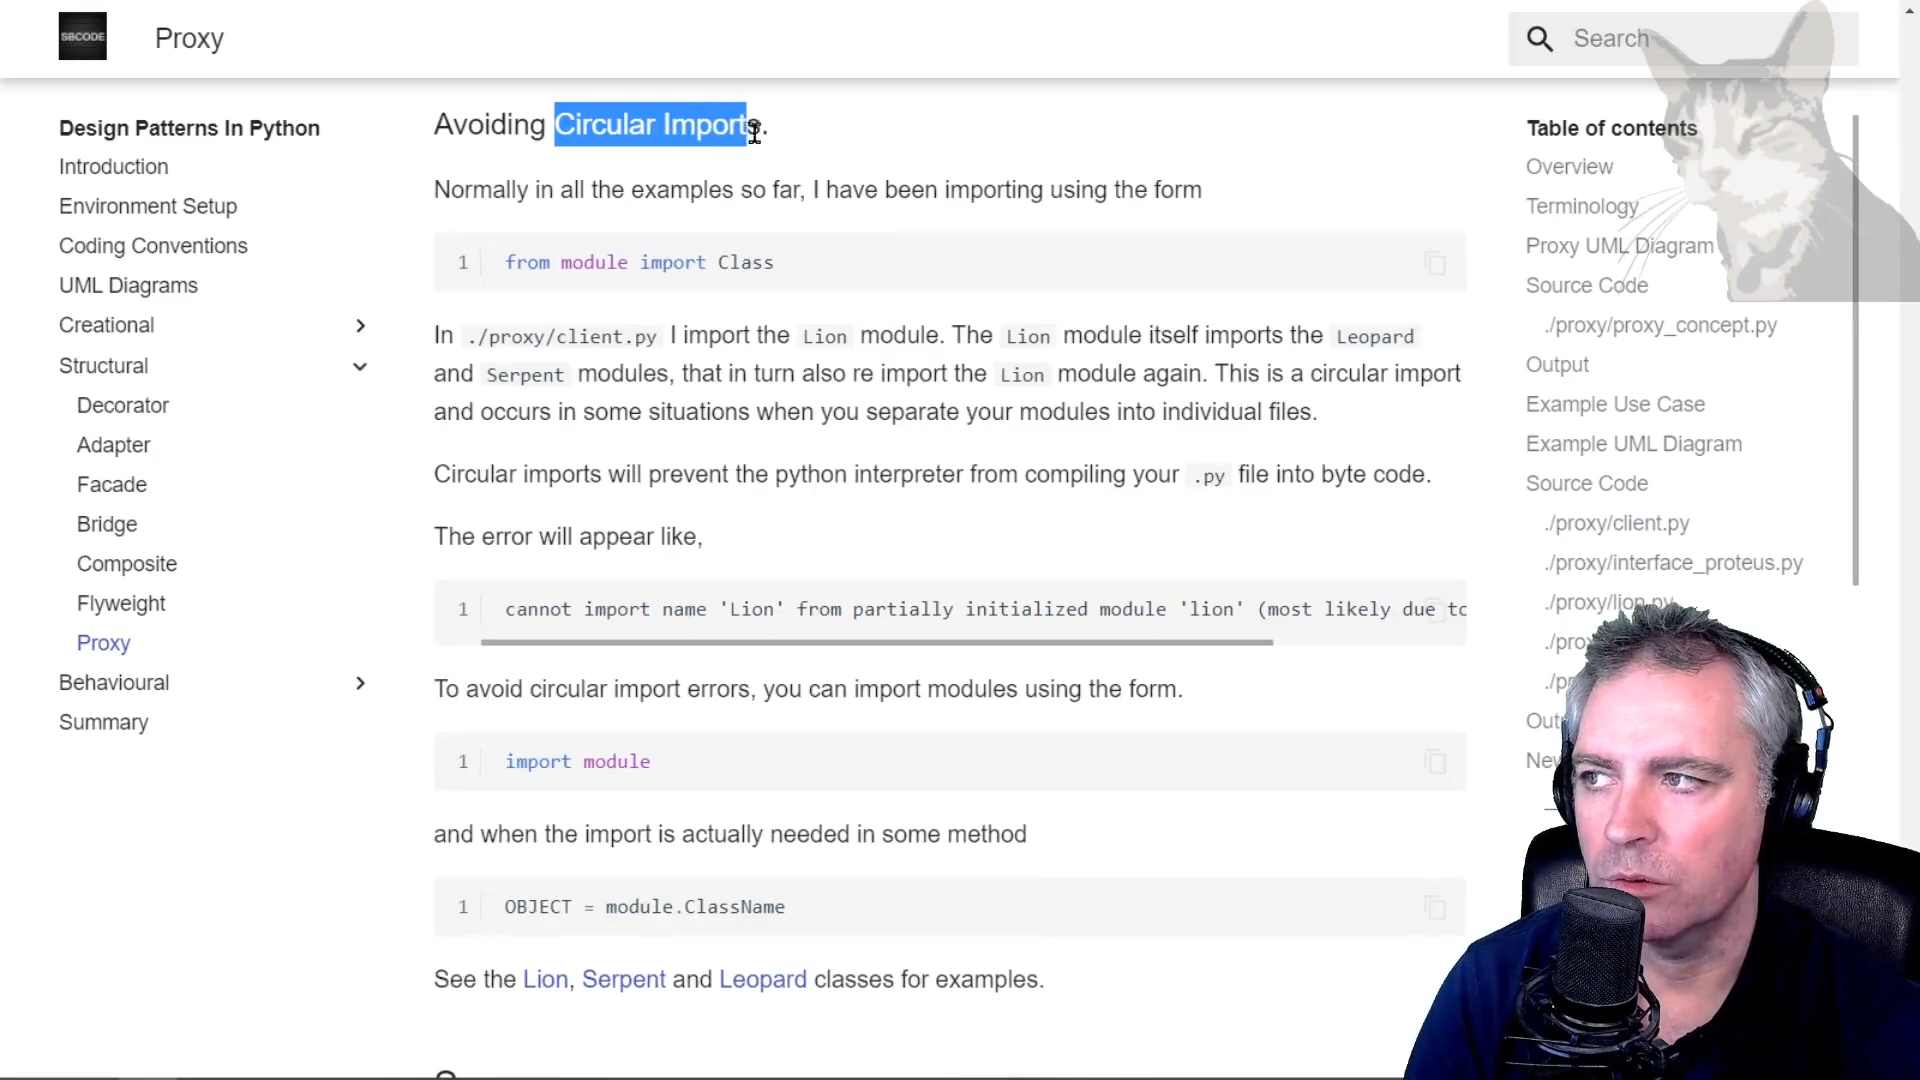 SBCODE
Proxy
Search
Design Patterns In Python
Introduction
Environment Setup
Coding Conventions
UML Diagrams
Creational
Structural
Decorator
Adapter
Facade
Bridge
Composite
Flyweight
Proxy
Behavioural
Summary
Avoiding Circular Imports.
Normally in all the examples so far, I have been importing using the form
1 from module import Class
In ./proxy/client.py I import the Lion module. The Lion module itself imports the Leopard
and Serpent modules, that in turn also re import the Lion module again. This is a circular import
and occurs in some situations when you separate your modules into individual files.
Circular imports will prevent the python interpreter from compiling your .py file into byte code.
The error will appear like,
1 cannot import name 'Lion' from partially initialized module 'lion' (most likely due to
To avoid circular import errors, you can import modules using the form.
1 import module
and when the import is actually needed in some method
1 OBJECT = module.ClassName
See the Lion, Serpent and Leopard classes for examples.
Table of contents
Overview
Terminology
Proxy UML Diagram
Source Code
./proxy/proxy_concept.py
Output
Example Use Case
Example UML Diagram
Source Code
./proxy/client.py
./proxy/interface_proteus.py
./proxy/lion.py